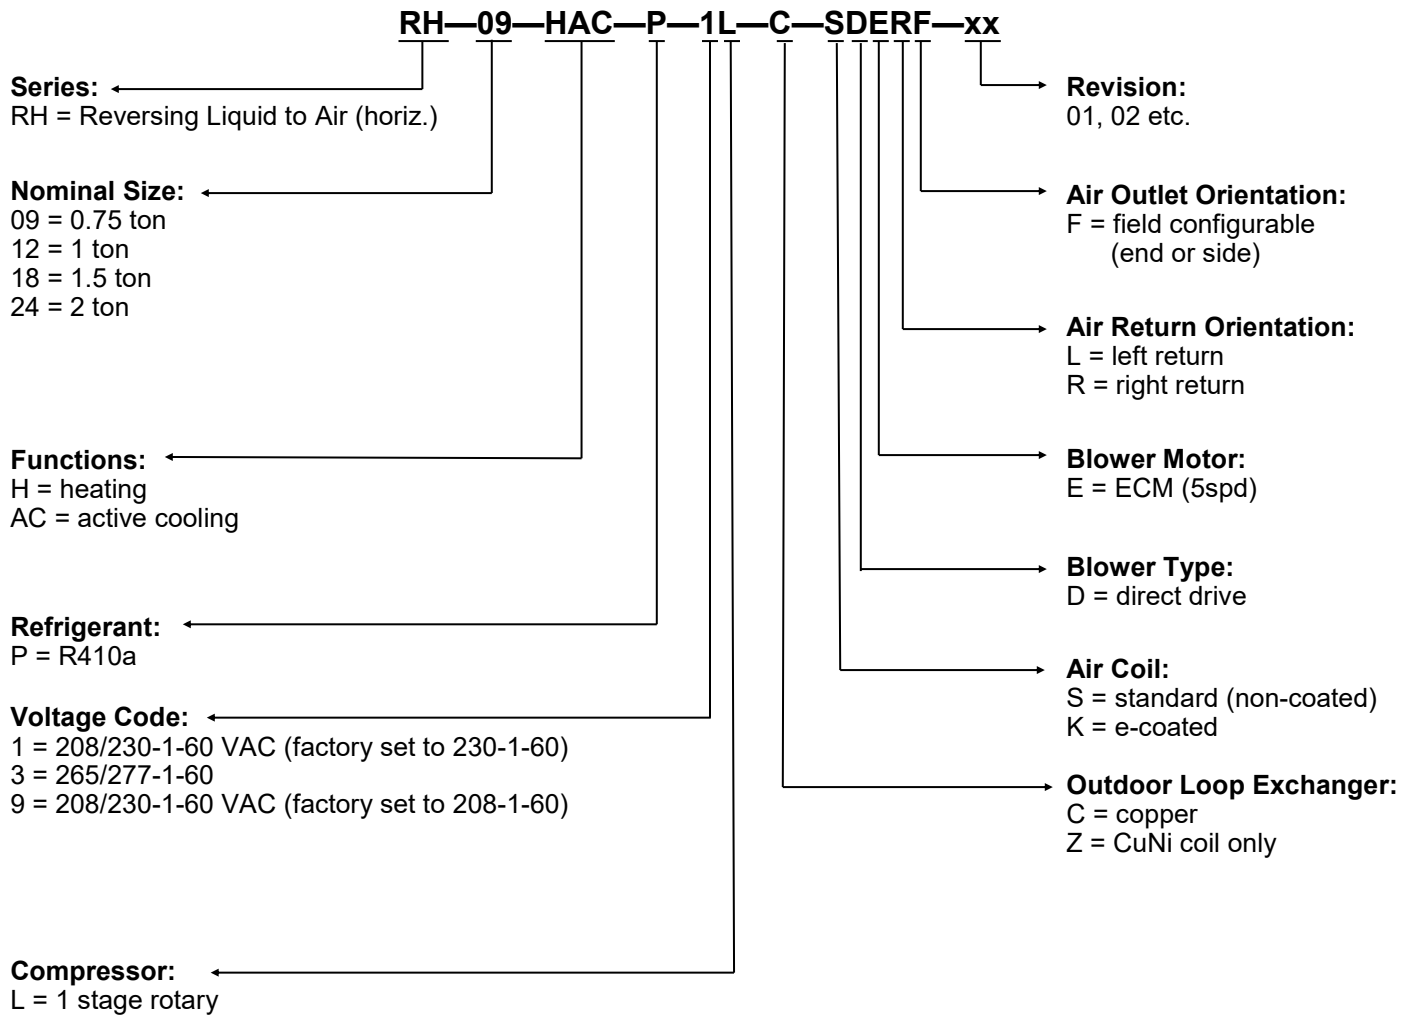 RH—09—HAC—P—1L—C—SDERF—xx
Series:
RH = Reversing Liquid to Air (horiz.)
Nominal Size:
09 = 0.75 ton
12 = 1 ton
18 = 1.5 ton
24 = 2 ton
Functions:
H = heating
AC = active cooling
Refrigerant:
P = R410a
Voltage Code:
1 = 208/230-1-60 VAC (factory set to 230-1-60)
3 = 265/277-1-60
9 = 208/230-1-60 VAC (factory set to 208-1-60)
Compressor:
L = 1 stage rotary
Revision:
01, 02 etc.
Air Outlet Orientation:
F = field configurable
(end or side)
Air Return Orientation:
L = left return
R = right return
Blower Motor:
E = ECM (5spd)
Blower Type:
D = direct drive
Air Coil:
S = standard (non-coated)
K = e-coated
Outdoor Loop Exchanger:
C = copper
Z = CuNi coil only